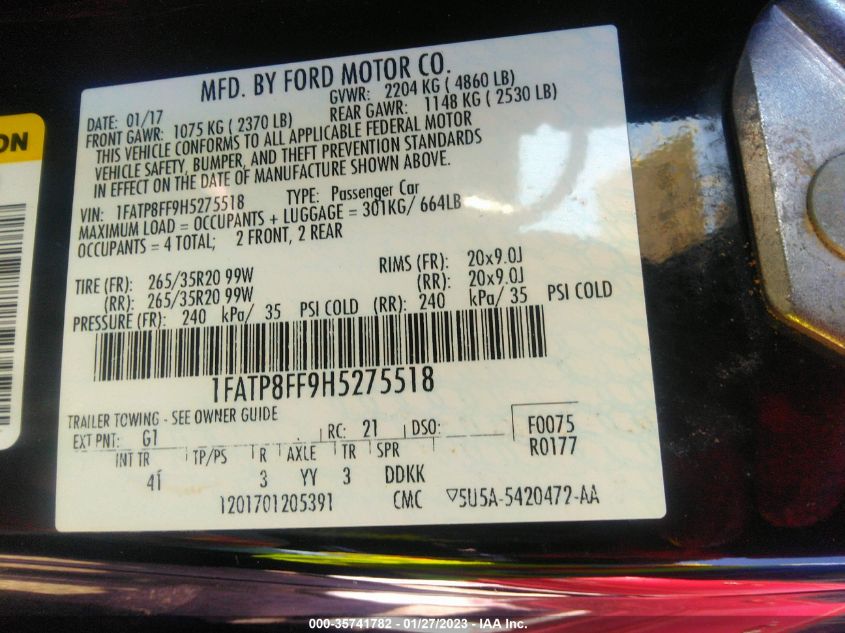 MFD. BY FORD MOTOR CO.
DATE: 01/17 GVWR: 2204 KG ( 4860 LB)
FRONT GAWR: 1075 KG ( 2370 LB) REAR GAWR: 1148 KG ( 2530 LB)
THIS VEHICLE CONFORMS TO ALL APPLICABLE FEDERAL MOTOR
VEHICLE SAFETY, BUMPER, AND THEFT PREVENTION STANDARDS
IN EFFECT ON THE DATE OF MANUFACTURE SHOWN ABOVE.
VIN: 1FATP8FF9H5275518 TYPE: Passenger Car
MAXIMUM LOAD = OCCUPANTS + LUGGAGE = 301KG/ 664LB
OCCUPANTS = 4 TOTAL; 2 FRONT, 2 REAR
TIRE (FR): 265/35R20 99W RIMS (FR): 20x9.0J
(RR): 265/35R20 99W (RR): 20x9.0J
PRESSURE (FR): 240 kPa/ 35 PSI COLD (RR): 240 kPa/ 35 PSI COLD
1FATP8FF9H5275518
TRAILER TOWING - SEE OWNER GUIDE
EXT PNT: G1 RC: 21 DSO: F0075
INT TR TP/PS R AXLE TR SPR R0177
4I 3 YY 3 DDKK
1201701205391 CMC ▽5U5A-5420472-AA
ON
000-35741782 - 01/27/2023 - IAA Inc.